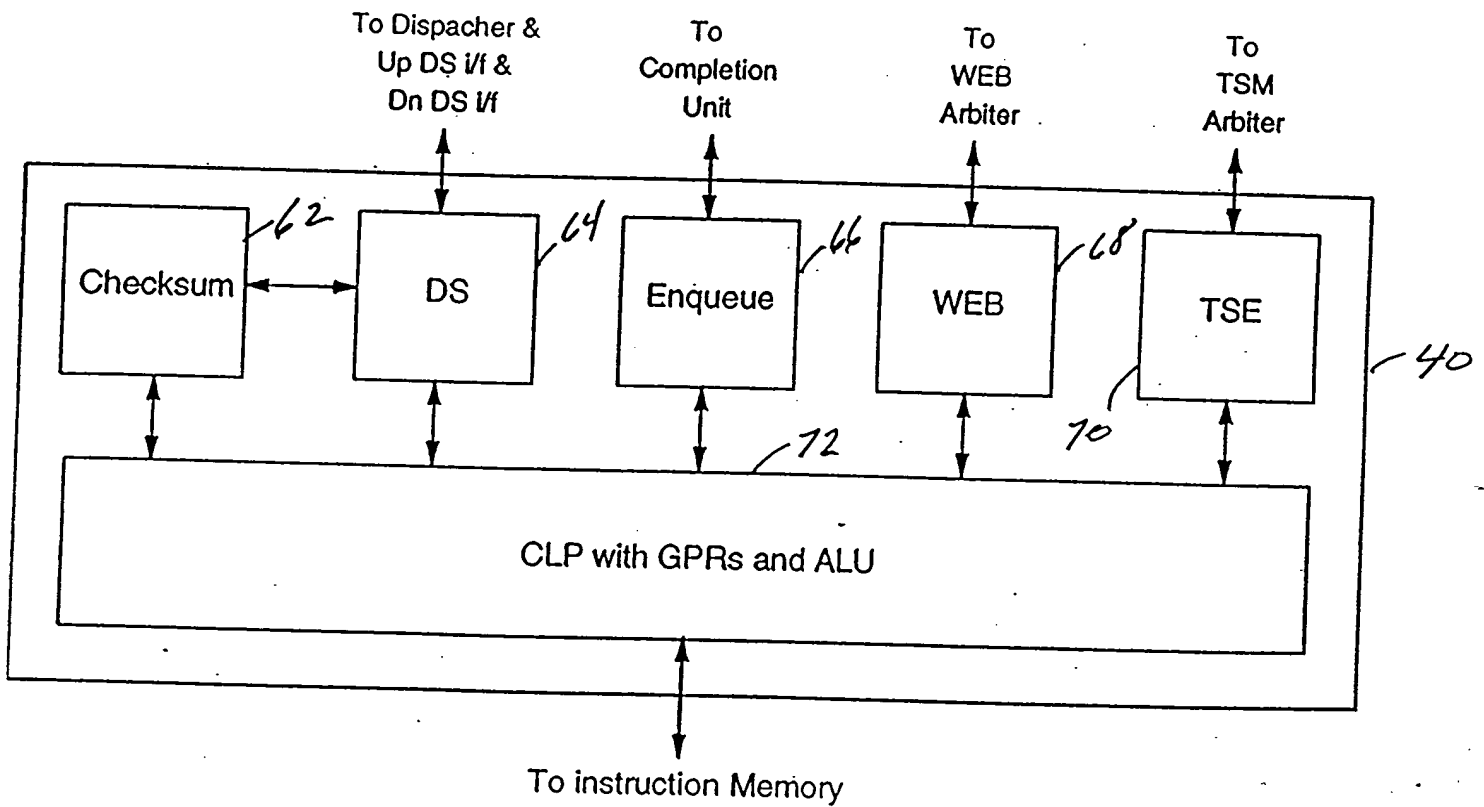 To Dispacher &
Up DS i/f &
Dn DS i/f
To
Completion
Unit
To
WEB
Arbiter
To
TSM
Arbiter
62
64
66
68
Checksum
DS
Enqueue
WEB
TSE
40
70
72
CLP with GPRs and ALU
To instruction Memory